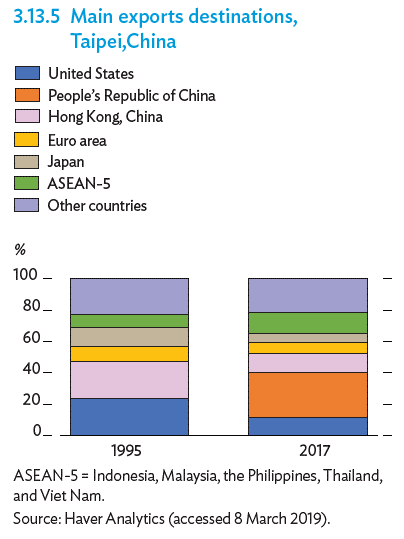 3.13.5 Main exports destinations,
Taipei,China
United States
People's Republic of China
Hong Kong, China
Euro area
Japan
ASEAN-5
Other countries
%
100
80
60
40
20
0
1995 2017
ASEAN-5 = Indonesia, Malaysia, the Philippines, Thailand,
and Viet Nam.
Source: Haver Analytics (accessed 8 March 2019).